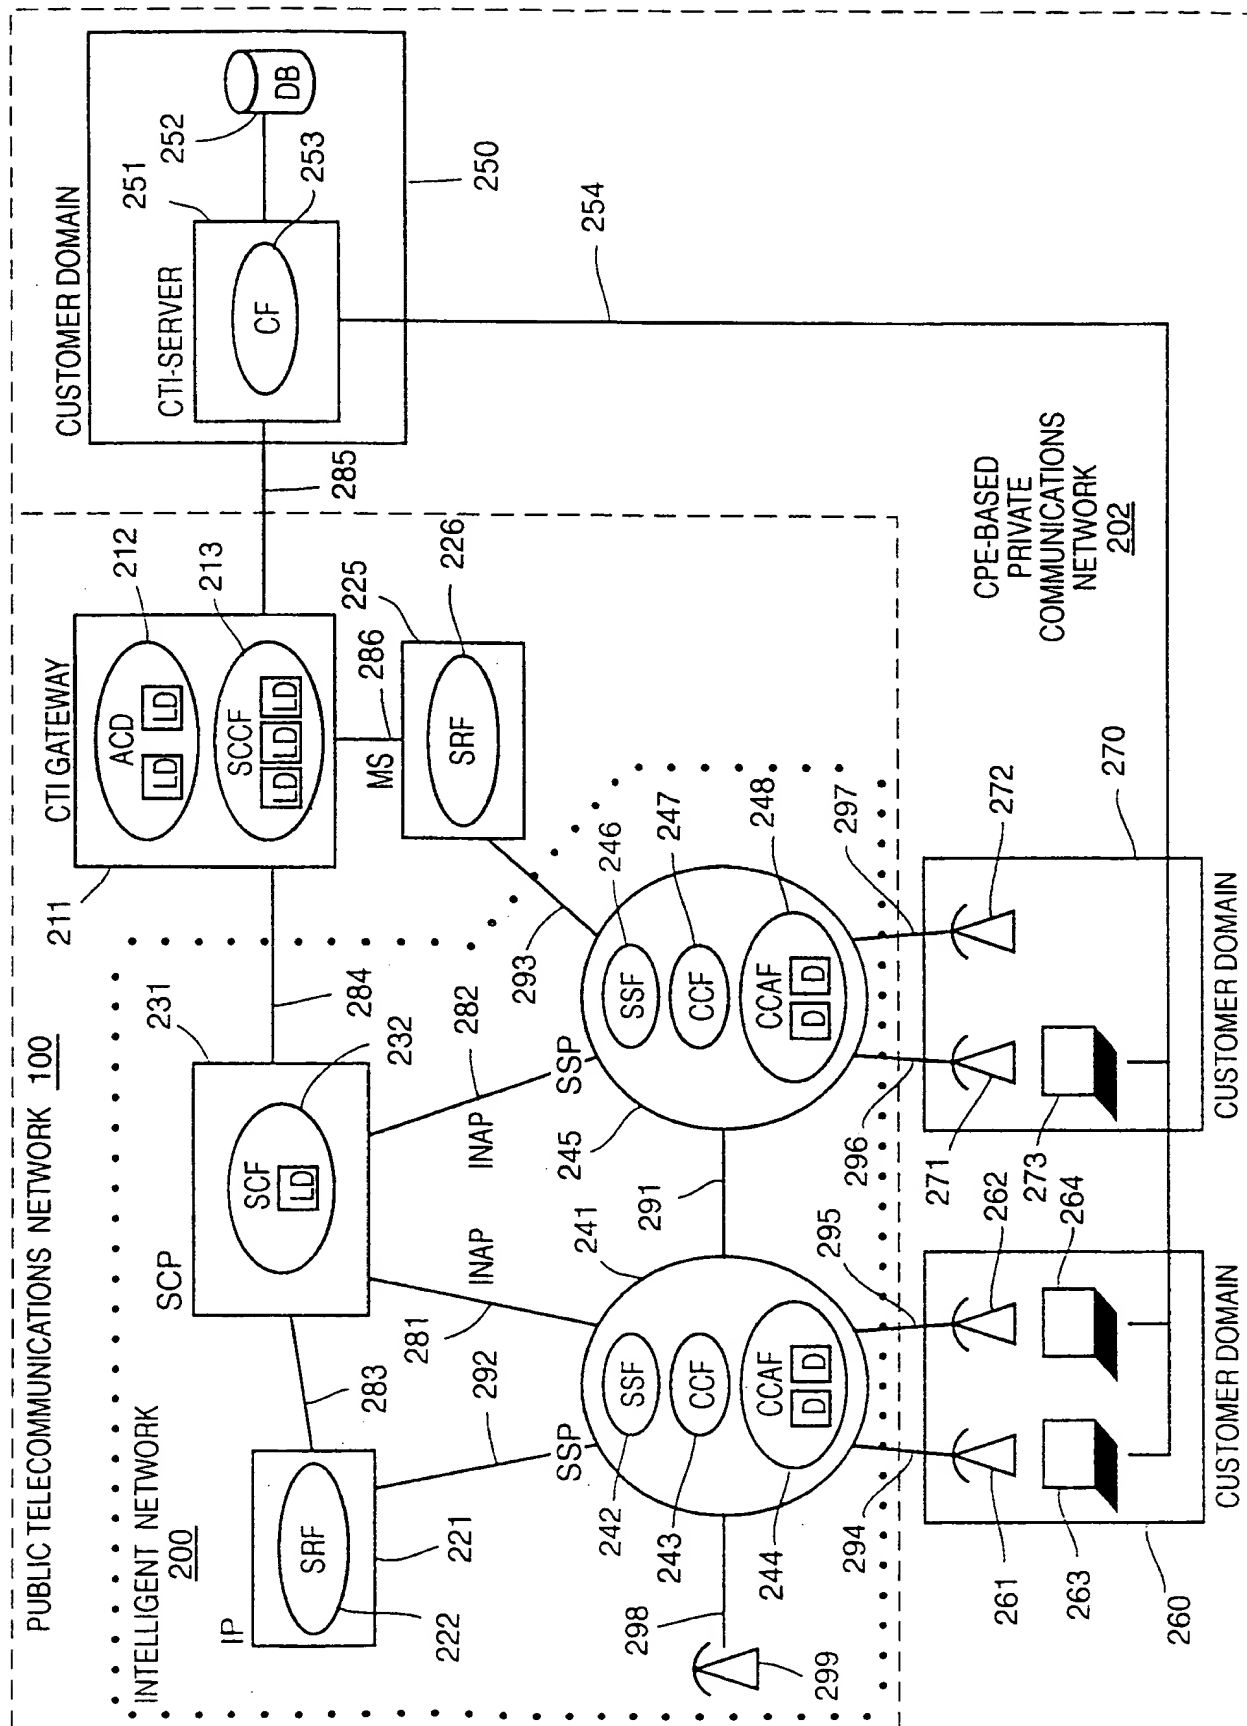 PUBLIC TELECOMMUNICATIONS NETWORK 100
INTELLIGENT NETWORK
200
IP
SRF
222
221
283
292
SCP
231
SCF
LD
232
284
281
INAP
INAP
282
CTI GATEWAY
211
ACD
LD
LD
212
SCCF
LD
LD
LD
213
MS
286
SRF
225
226
293
285
CUSTOMER DOMAIN
CTI-SERVER
251
CF
253
252
DB
250
254
SSP
241
SSF
242
CCF
243
CCAF
D
D
244
291
SSP
245
SSF
246
CCF
247
CCAF
D
D
248
298
299
294
295
296
297
261
262
263
264
260
CUSTOMER DOMAIN
271
272
273
270
CUSTOMER DOMAIN
CPE-BASED
PRIVATE
COMMUNICATIONS
NETWORK
202